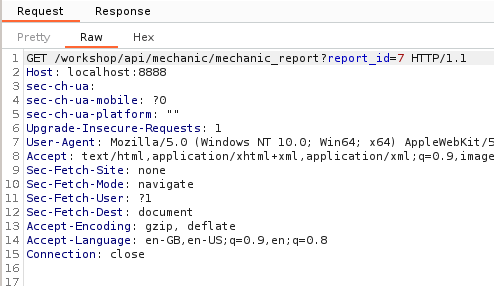 Request Response
Pretty Raw Hex
1 GET /workshop/api/mechanic/mechanic_report?report_id=7 HTTP/1.1
2 Host: localhost:8888
3 sec-ch-ua:
4 sec-ch-ua-mobile: ?0
5 sec-ch-ua-platform: ""
6 Upgrade-Insecure-Requests: 1
7 User-Agent: Mozilla/5.0 (Windows NT 10.0; Win64; x64) AppleWebKit/5
8 Accept: text/html,application/xhtml+xml,application/xml;q=0.9,image
9 Sec-Fetch-Site: none
10 Sec-Fetch-Mode: navigate
11 Sec-Fetch-User: ?1
12 Sec-Fetch-Dest: document
13 Accept-Encoding: gzip, deflate
14 Accept-Language: en-GB,en-US;q=0.9,en;q=0.8
15 Connection: close
16
17